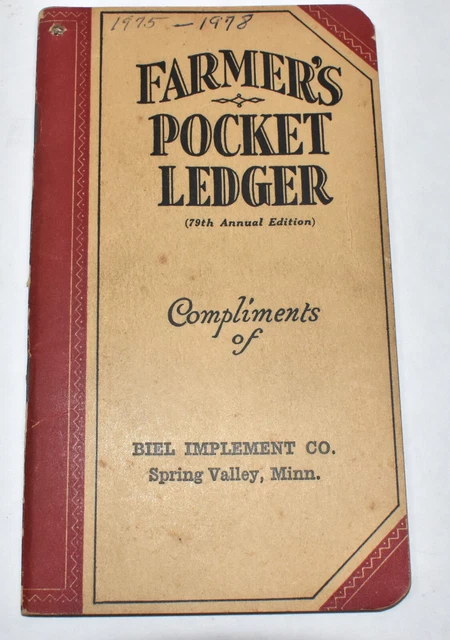 1975 - 1978
FARMER'S
POCKET
LEDGER
(79th Annual Edition)
Compliments
of
BIEL IMPLEMENT CO.
Spring Valley, Minn.